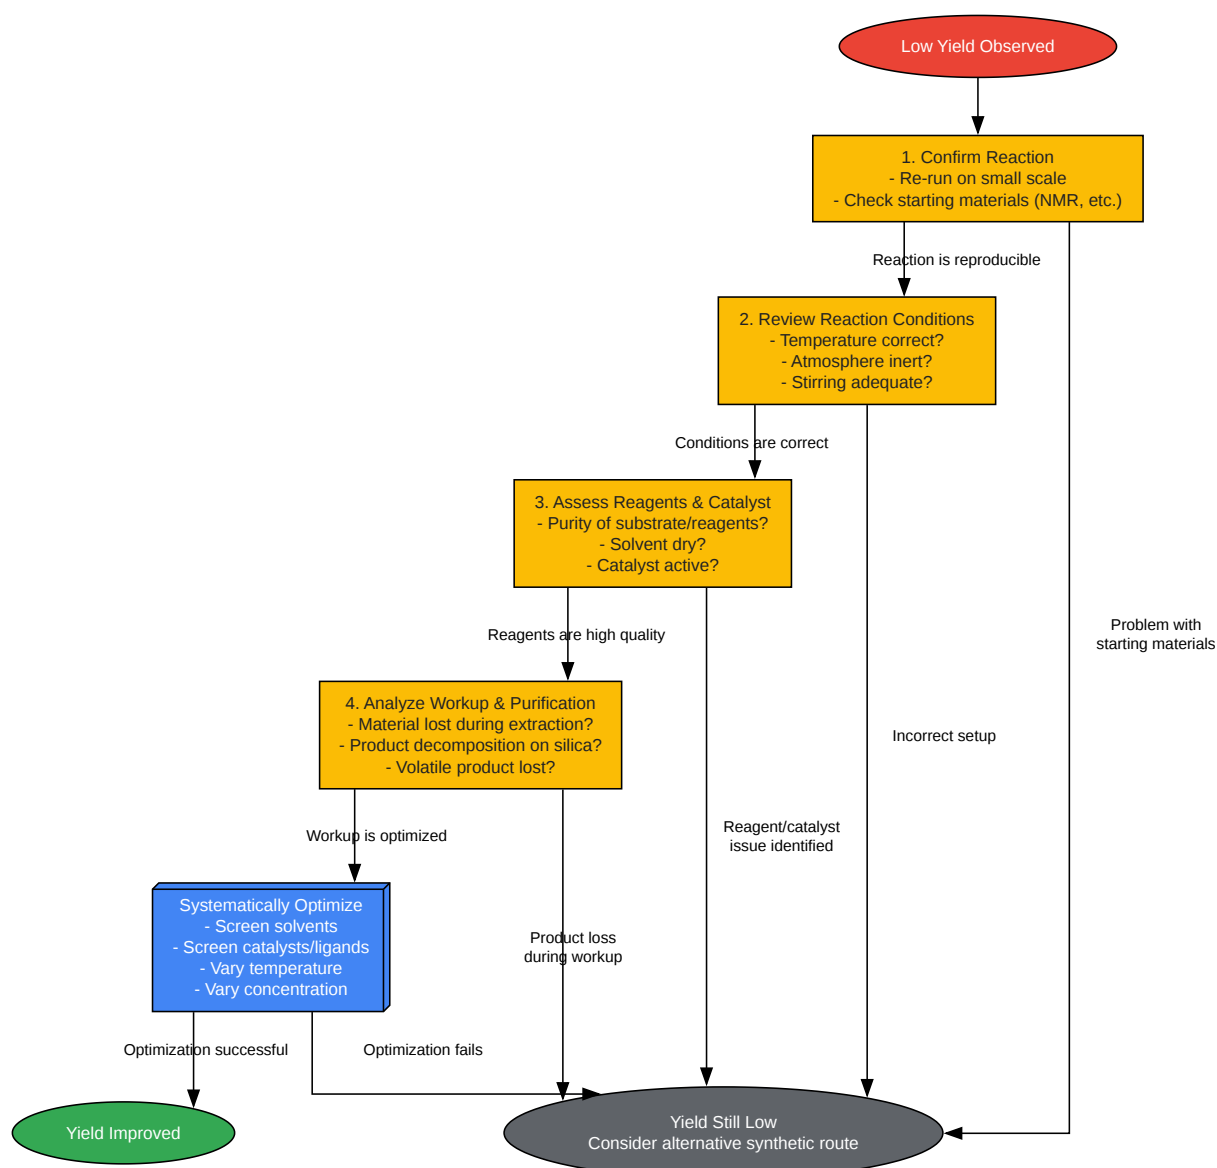 Low Yield Observed
1. Confirm Reaction
- Re-run on small scale
- Check starting materials (NMR, etc.)
Reaction is reproducible
2. Review Reaction Conditions
- Temperature correct?
- Atmosphere inert?
- Stirring adequate?
Conditions are correct
3. Assess Reagents & Catalyst
- Purity of substrate/reagents?
- Solvent dry?
- Catalyst active?
Reagents are high quality
Problem with
starting materials
4. Analyze Workup & Purification
- Material lost during extraction?
- Product decomposition on silica?
- Volatile product lost?
Incorrect setup
Workup is optimized
Reagent/catalyst
issue identified
Systematically Optimize
- Screen solvents
- Screen catalysts/ligands
- Vary temperature
- Vary concentration
Product loss
during workup
Optimization successful
Optimization fails
Yield Improved
Yield Still Low
Consider alternative synthetic route